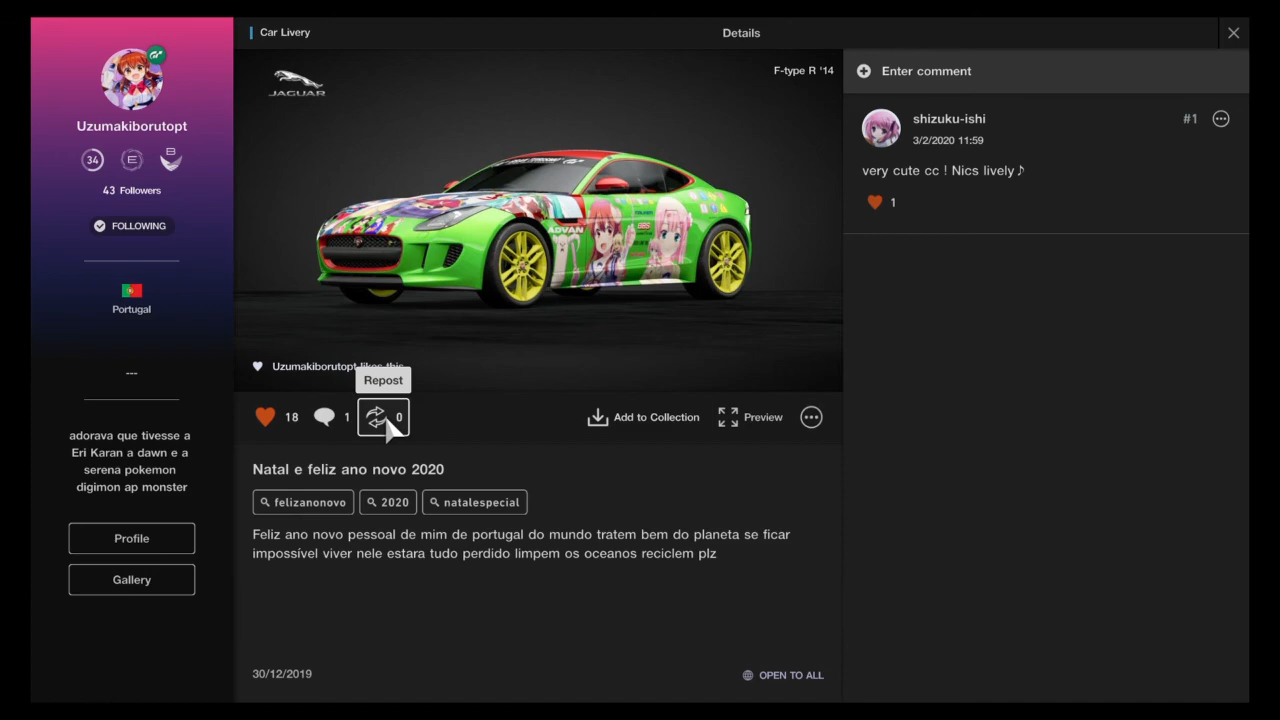 Car Livery
Details
Uzumakiborutopt
34
E
B
43 Followers
FOLLOWING
Portugal
---
adorava que tivesse a
Eri Karan a dawn e a
serena pokemon
digimon ap monster
Profile
Gallery
JAGUAR
F-type R '14
ADVAN
Uzumakiborutopt likes this
Repost
18
1
0
Add to Collection
Preview
Natal e feliz ano novo 2020
felizanonovo
2020
natalespecial
Feliz ano novo pessoal de mim de portugal do mundo tratem bem do planeta se ficar
impossível viver nele estara tudo perdido limpem os oceanos reciclem plz
30/12/2019
OPEN TO ALL
Enter comment
shizuku-ishi
#1
3/2/2020 11:59
very cute cc ! Nics lively♪
1